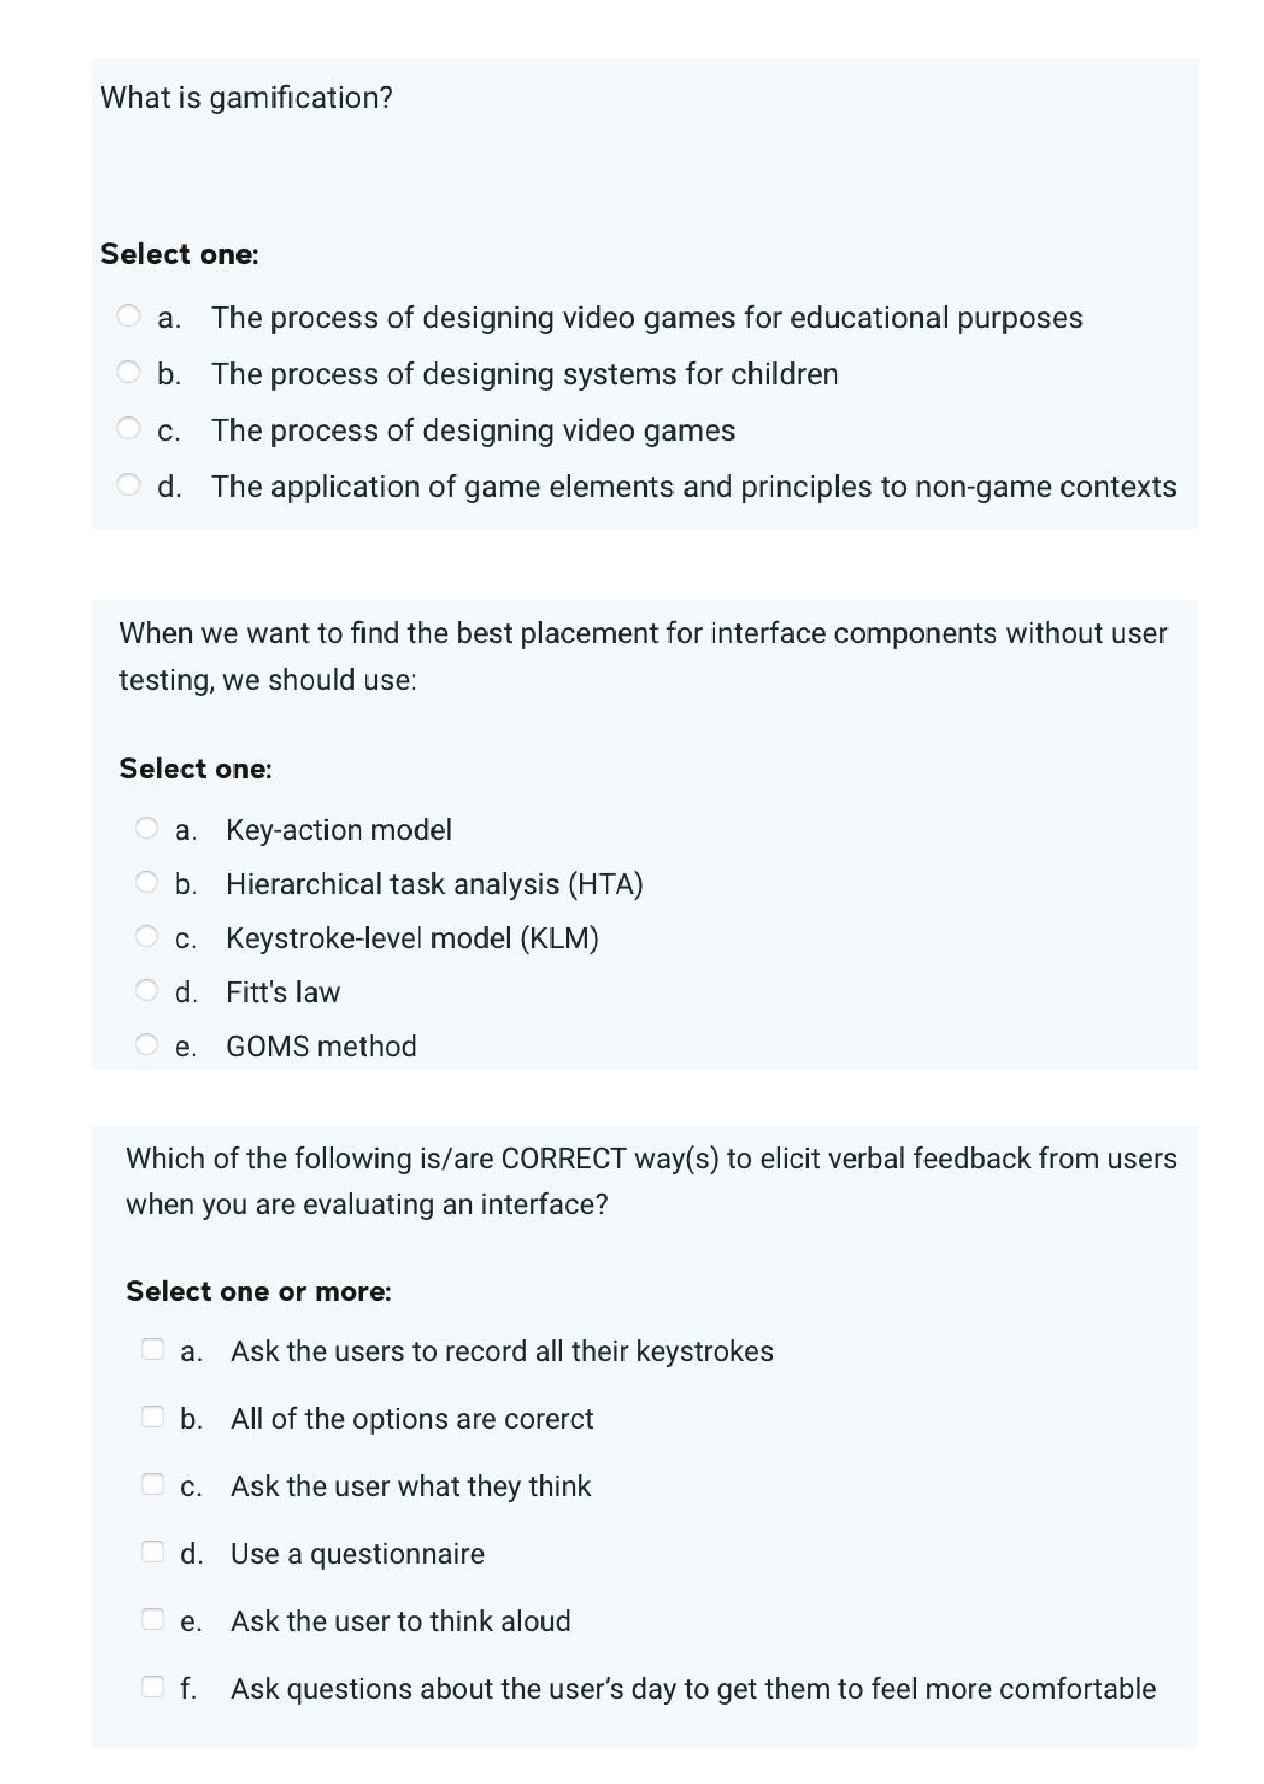 What is gamification?
Select one:
a. The process of designing video games for educational purposes
b. The process of designing systems for children
c. The process of designing video games
d. The application of game elements and principles to non-game contexts
When we want to find the best placement for interface components without user
testing, we should use:
Select one:
a. Key-action model
b. Hierarchical task analysis (HTA)
c. Keystroke-level model (KLM)
d. Fitt's law
e. GOMS method
Which of the following is/are CORRECT way(s) to elicit verbal feedback from users
when you are evaluating an interface?
Select one or more:
a. Ask the users to record all their keystrokes
b. All of the options are corerct
c. Ask the user what they think
d. Use a questionnaire
e. Ask the user to think aloud
f. Ask questions about the user’s day to get them to feel more comfortable